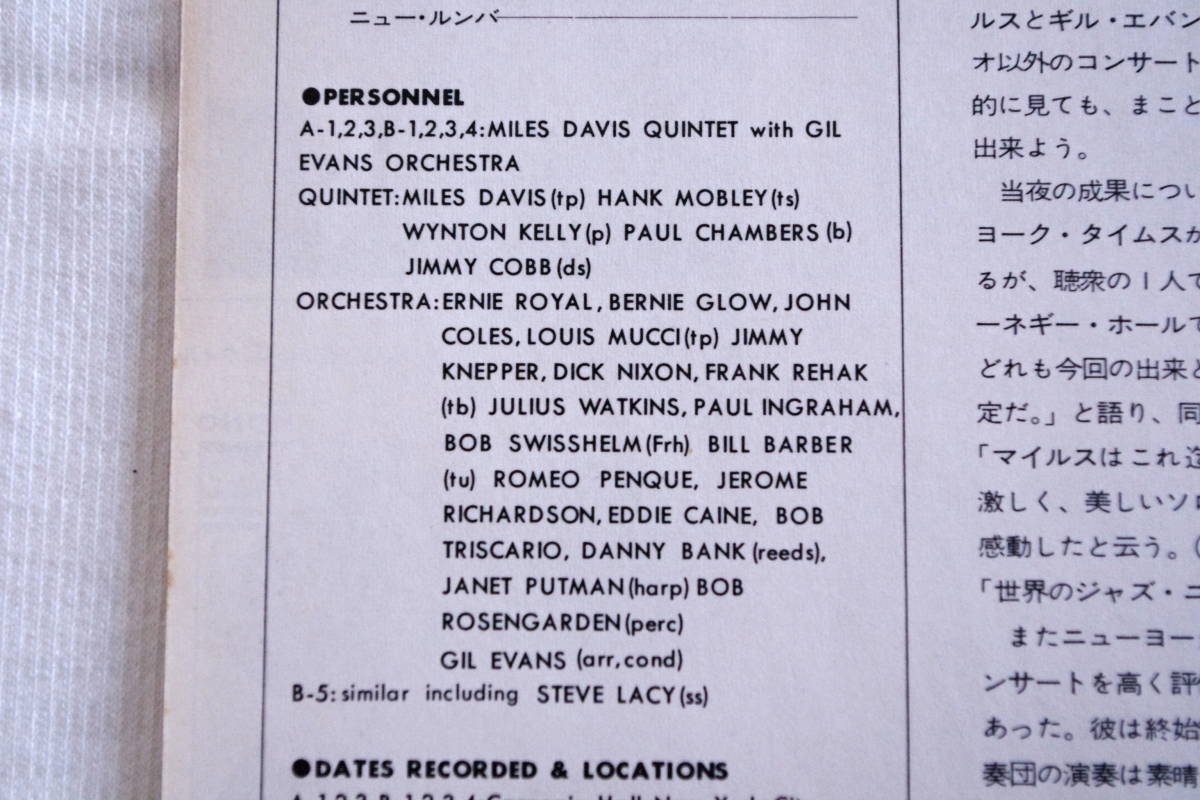 ニュー・ルンバ
●PERSONNEL
A-1,2,3,B-1,2,3,4:MILES DAVIS QUINTET with GIL
EVANS ORCHESTRA
QUINTET:MILES DAVIS(tp) HANK MOBLEY(ts)
WYNTON KELLY(p) PAUL CHAMBERS(b)
JIMMY COBB(ds)
ORCHESTRA:ERNIE ROYAL,BERNIE GLOW,JOHN
COLES,LOUIS MUCCI(tp) JIMMY
KNEPPER,DICK NIXON,FRANK REHAK
(tb) JULIUS WATKINS,PAUL INGRAHAM,
BOB SWISSHELM(Frh) BILL BARBER
(tu) ROMEO PENQUE, JEROME
RICHARDSON,EDDIE CAINE, BOB
TRISCARIO, DANNY BANK(reeds),
JANET PUTMAN(harp)BOB
ROSENGARDEN(perc)
GIL EVANS (arr,cond)
B-5:similar including STEVE LACY(ss)
●DATES RECORDED & LOCATIONS
ルスとギル・エバン
オ以外のコンサート
的に見ても、まこと
出来よう。
当夜の成果につい
ヨーク・タイムスが
るが、聴衆の1人で
ーネギー・ホールで
どれも今回の出来と
定だ。」と語り、同
「マイルスはこれ迄
激しく、美しいソロ
感動したと云う。(
「世界のジャズ・ニ
またニューヨー
ンサートを高く評価
あった。彼は終始
奏団の演奏は素晴